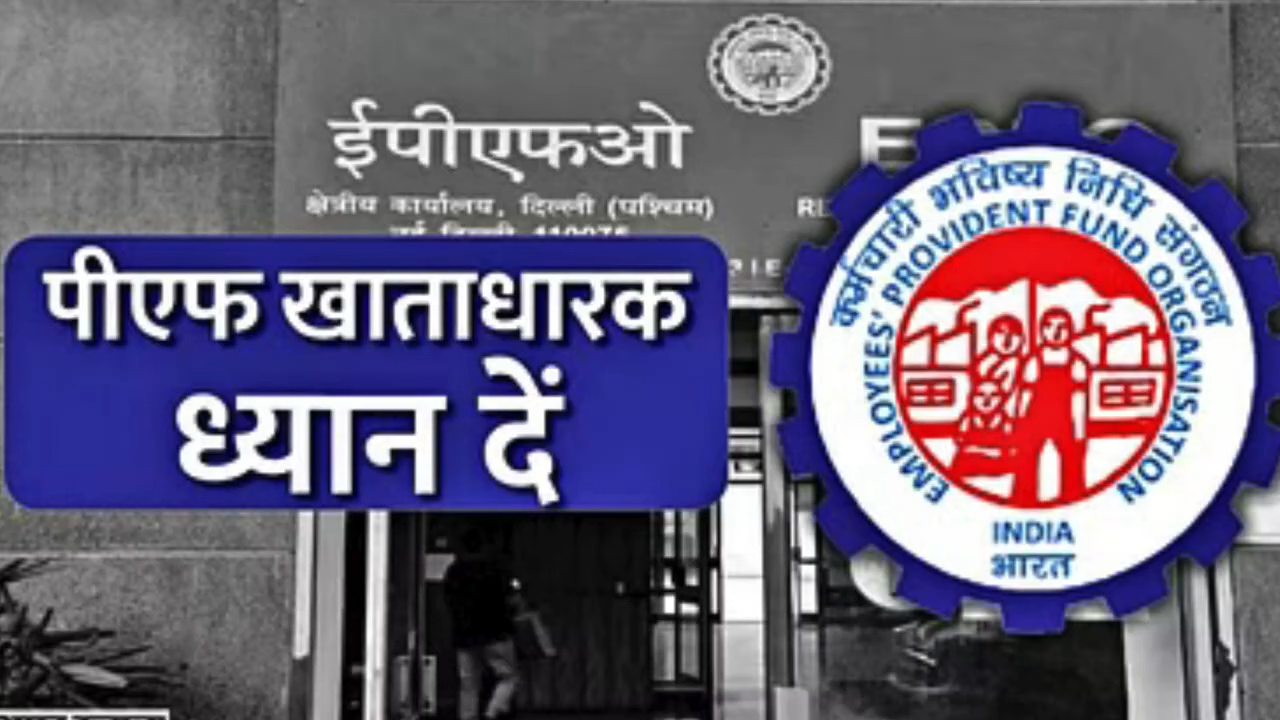 ईपीएफओ
क्षेत्रीय कार्यालय, दिल्ली (पश्चिम)
पीएफ खाताधारक
ध्यान दें
कर्मचारी भविष्य निधि संगठन
EMPLOYEES' PROVIDENT FUND ORGANISATION
INDIA
भारत